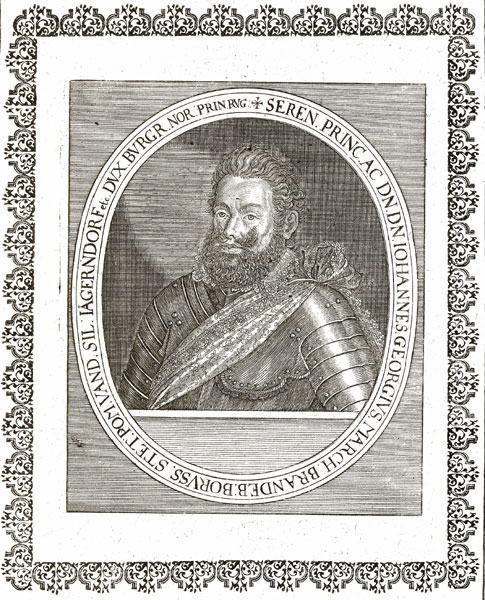 ✠ SEREN. PRINC. AC DN. DN. IOHANNES GEORGIVS MARCH. BRANDEB. BORVSS. STET. POM. VAND. SIL. IAGERNDORF. etc. DVX BVRGR. NOR. PRIN RVG.